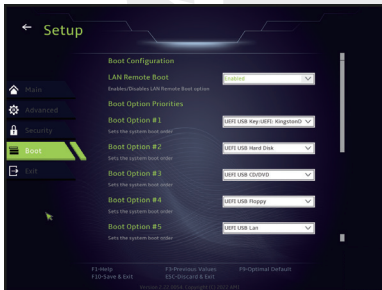 Setup
Boot Configuration
LAN Remote Boot
Enabled
Enables/Disables LAN Remote Boot option
Boot Option Priorities
Boot Option #1
UEFI USB Key:UEFI: KingstonD
Sets the system boot order
Boot Option #2
UEFI USB Hard Disk
Sets the system boot order
Boot Option #3
UEFI USB CD/DVD
Sets the system boot order
Boot Option #4
UEFI USB Floppy
Sets the system boot order
Boot Option #5
UEFI USB Lan
Sets the system boot order
Main
Advanced
Security
Boot
Exit
F1-Help
F3-Previous Values
F9-Optimal Default
F10-Save & Exit
ESC-Discard & Exit